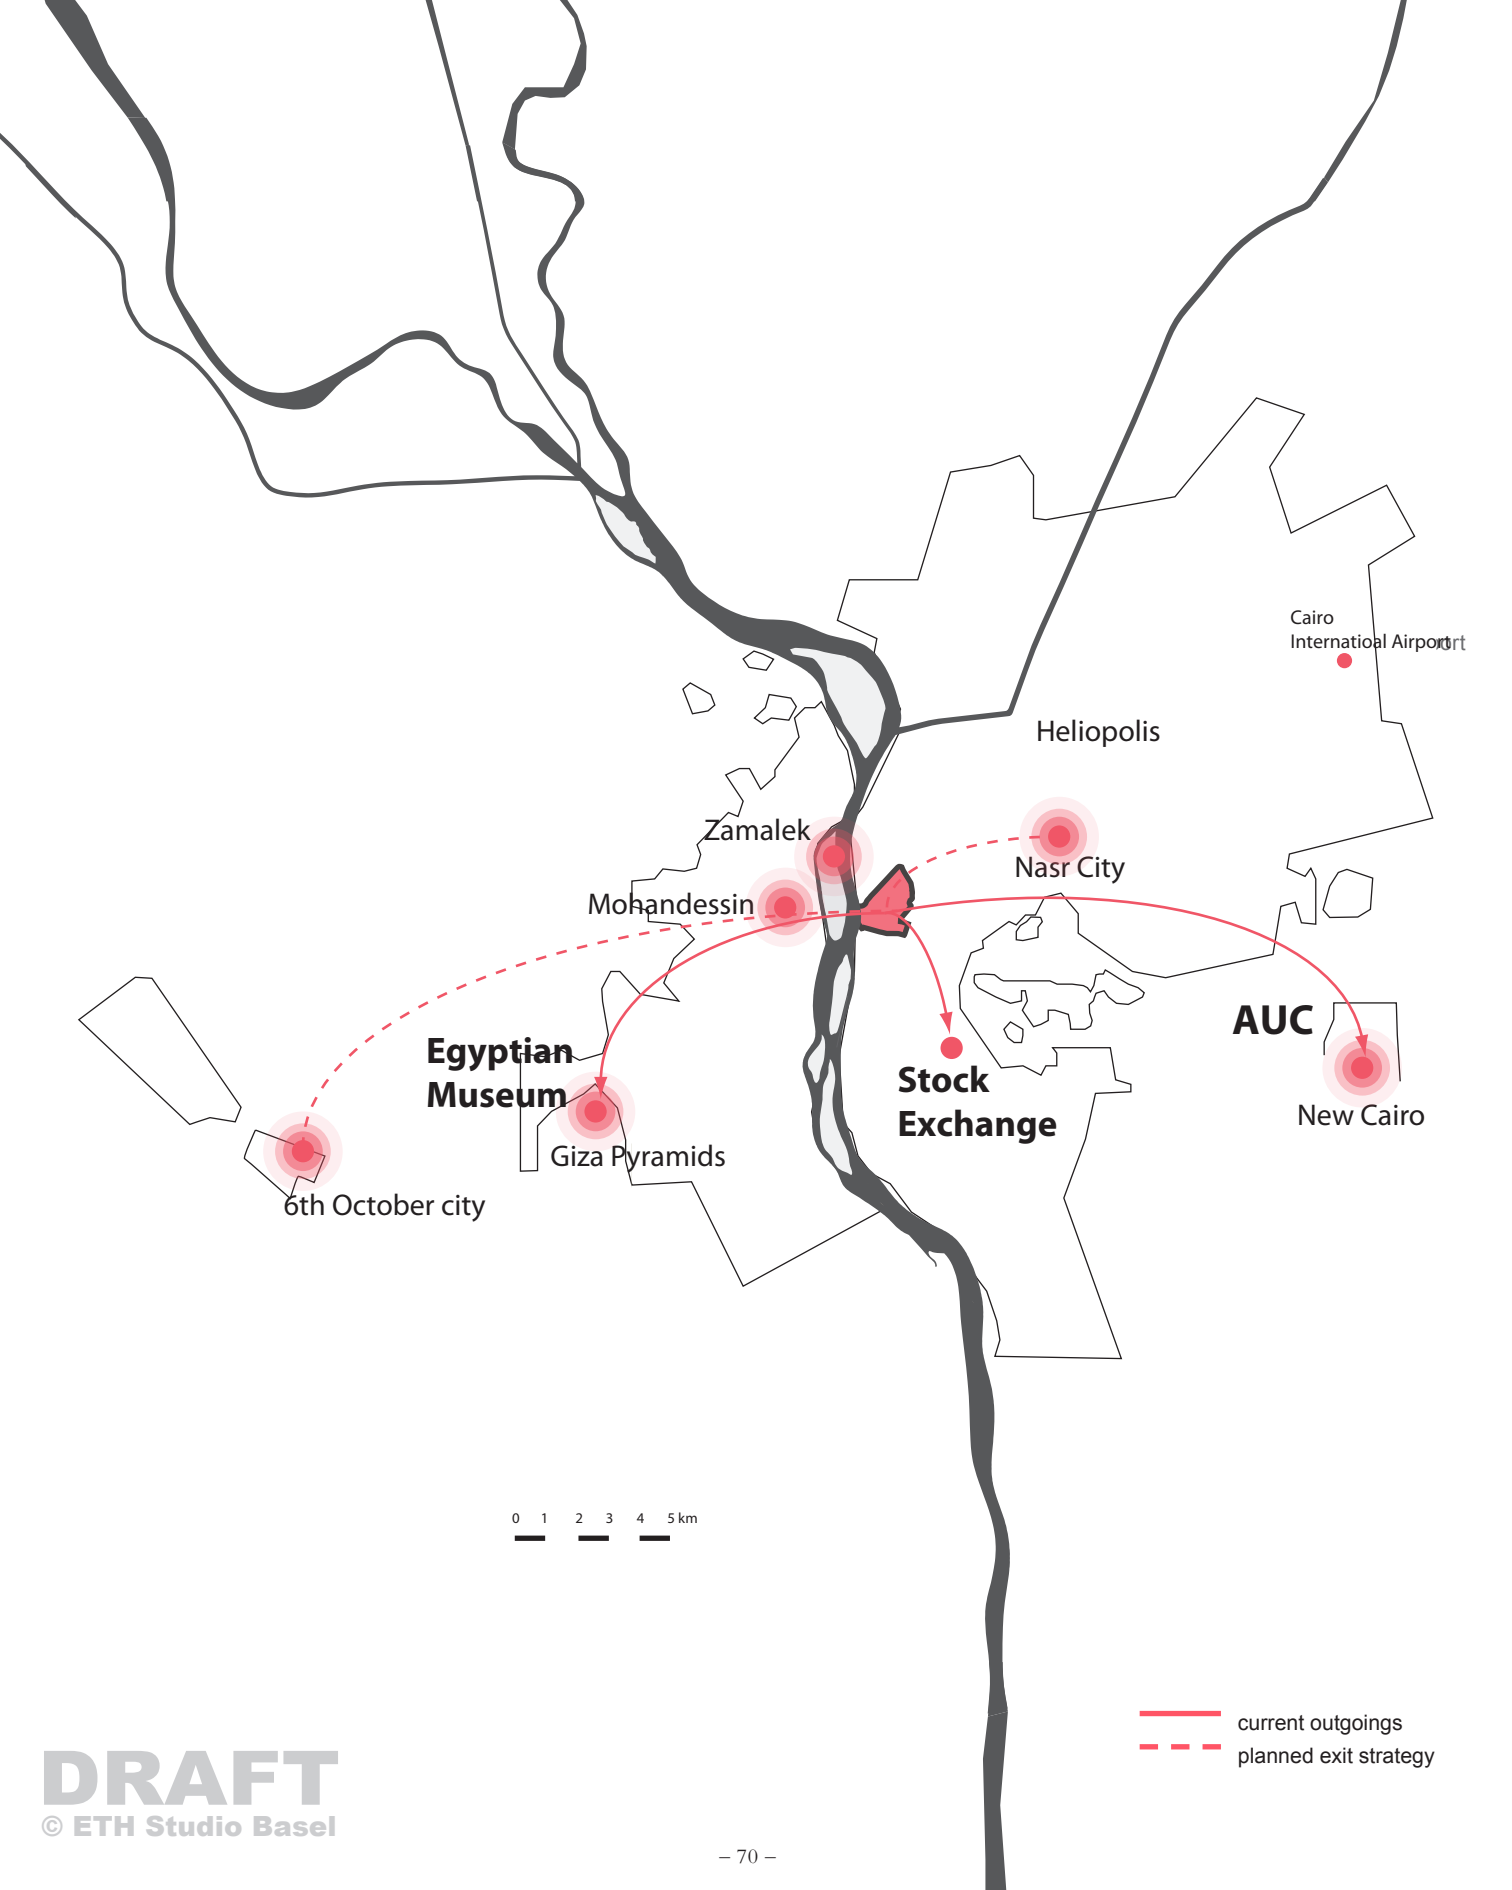 Cairo
Internatioal Airport
Heliopolis
Zamalek
Nasr City
Mohandessin
AUC
Egyptian
Museum
Stock
Exchange
New Cairo
Giza Pyramids
6th October city
0 1 2 3 4 5 km
current outgoings
planned exit strategy
DRAFT
© ETH Studio Basel
– 70 –